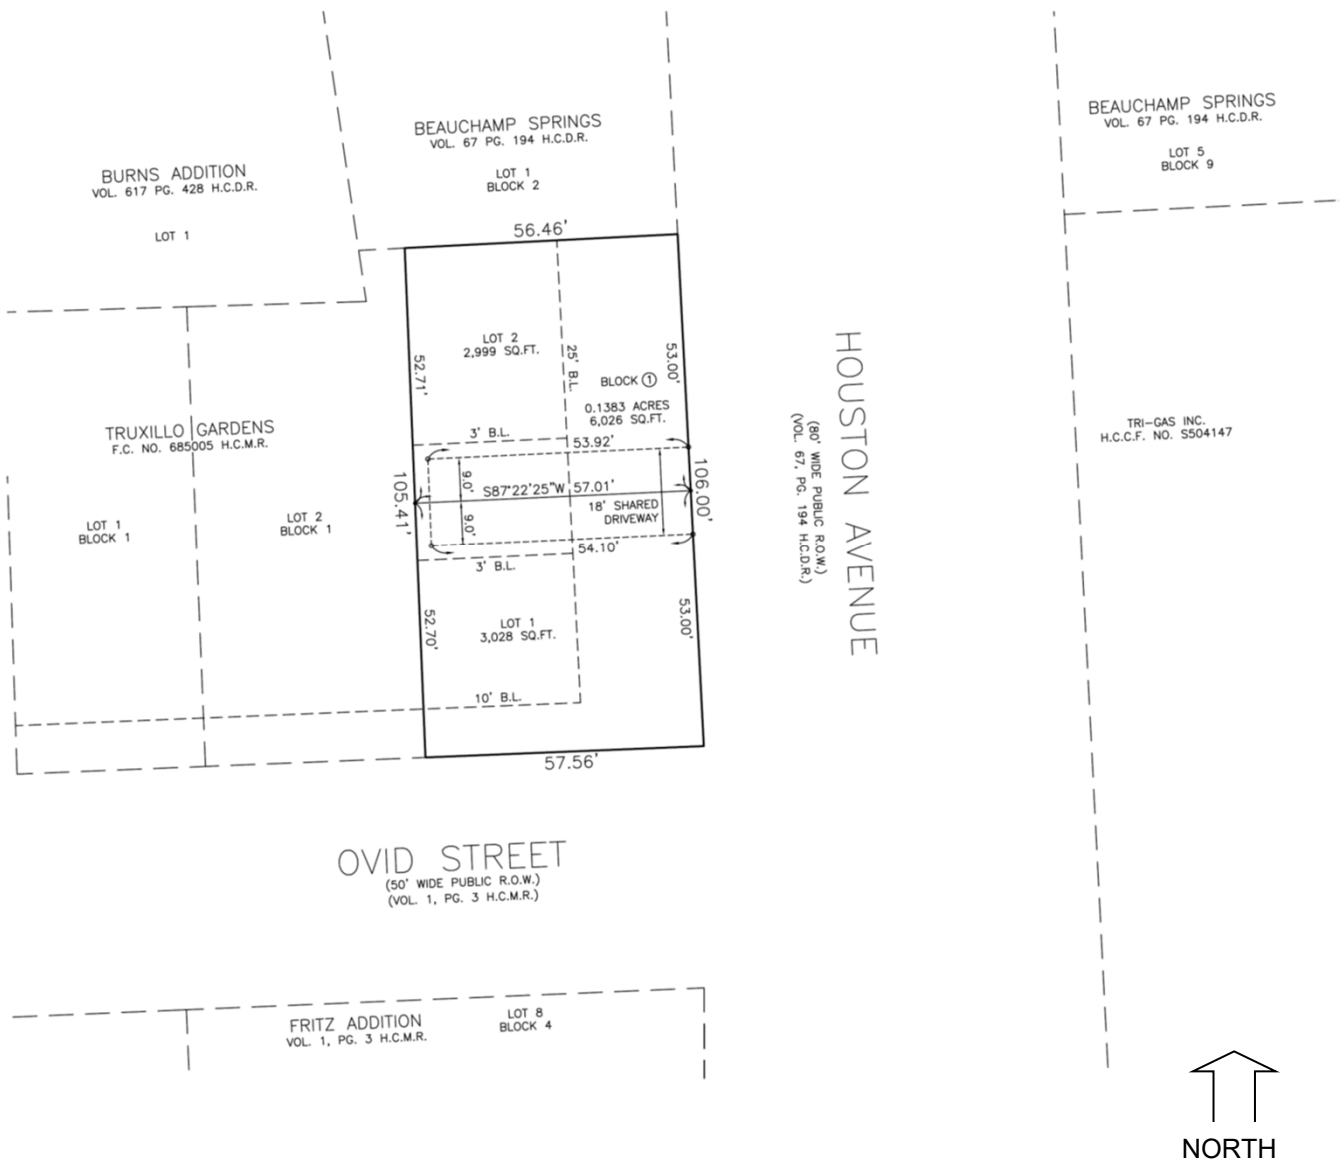 BEAUCHAMP SPRINGS
VOL. 67 PG. 194 H.C.D.R.
LOT 5
BLOCK 9
BEAUCHAMP SPRINGS
VOL. 67 PG. 194 H.C.D.R.
LOT 1
BLOCK 2
BURNS ADDITION
VOL. 617 PG. 428 H.C.D.R.
LOT 1
56.46'
LOT 2
2,999 SQ.FT.
52.71'
25' B.L.
53.00'
BLOCK 1
0.1383 ACRES
6,026 SQ.FT.
3' B.L.
53.92'
TRUXILLO GARDENS
F.C. NO. 685005 H.C.M.R.
LOT 1
BLOCK 1
LOT 2
BLOCK 1
105.41'
9.0'
S87°22'25"W 57.01'
9.0'
18' SHARED
DRIVEWAY
106.00'
54.10'
3' B.L.
52.70'
LOT 1
3,028 SQ.FT.
53.00'
10' B.L.
57.56'
HOUSTON AVENUE
(80' WIDE PUBLIC R.O.W.)
(VOL. 67, PG. 194 H.C.D.R.)
TRI-GAS INC.
H.C.C.F. NO. S504147
OVID STREET
(50' WIDE PUBLIC R.O.W.)
(VOL. 1, PG. 3 H.C.M.R.)
FRITZ ADDITION
VOL. 1, PG. 3 H.C.M.R.
LOT 8
BLOCK 4
NORTH